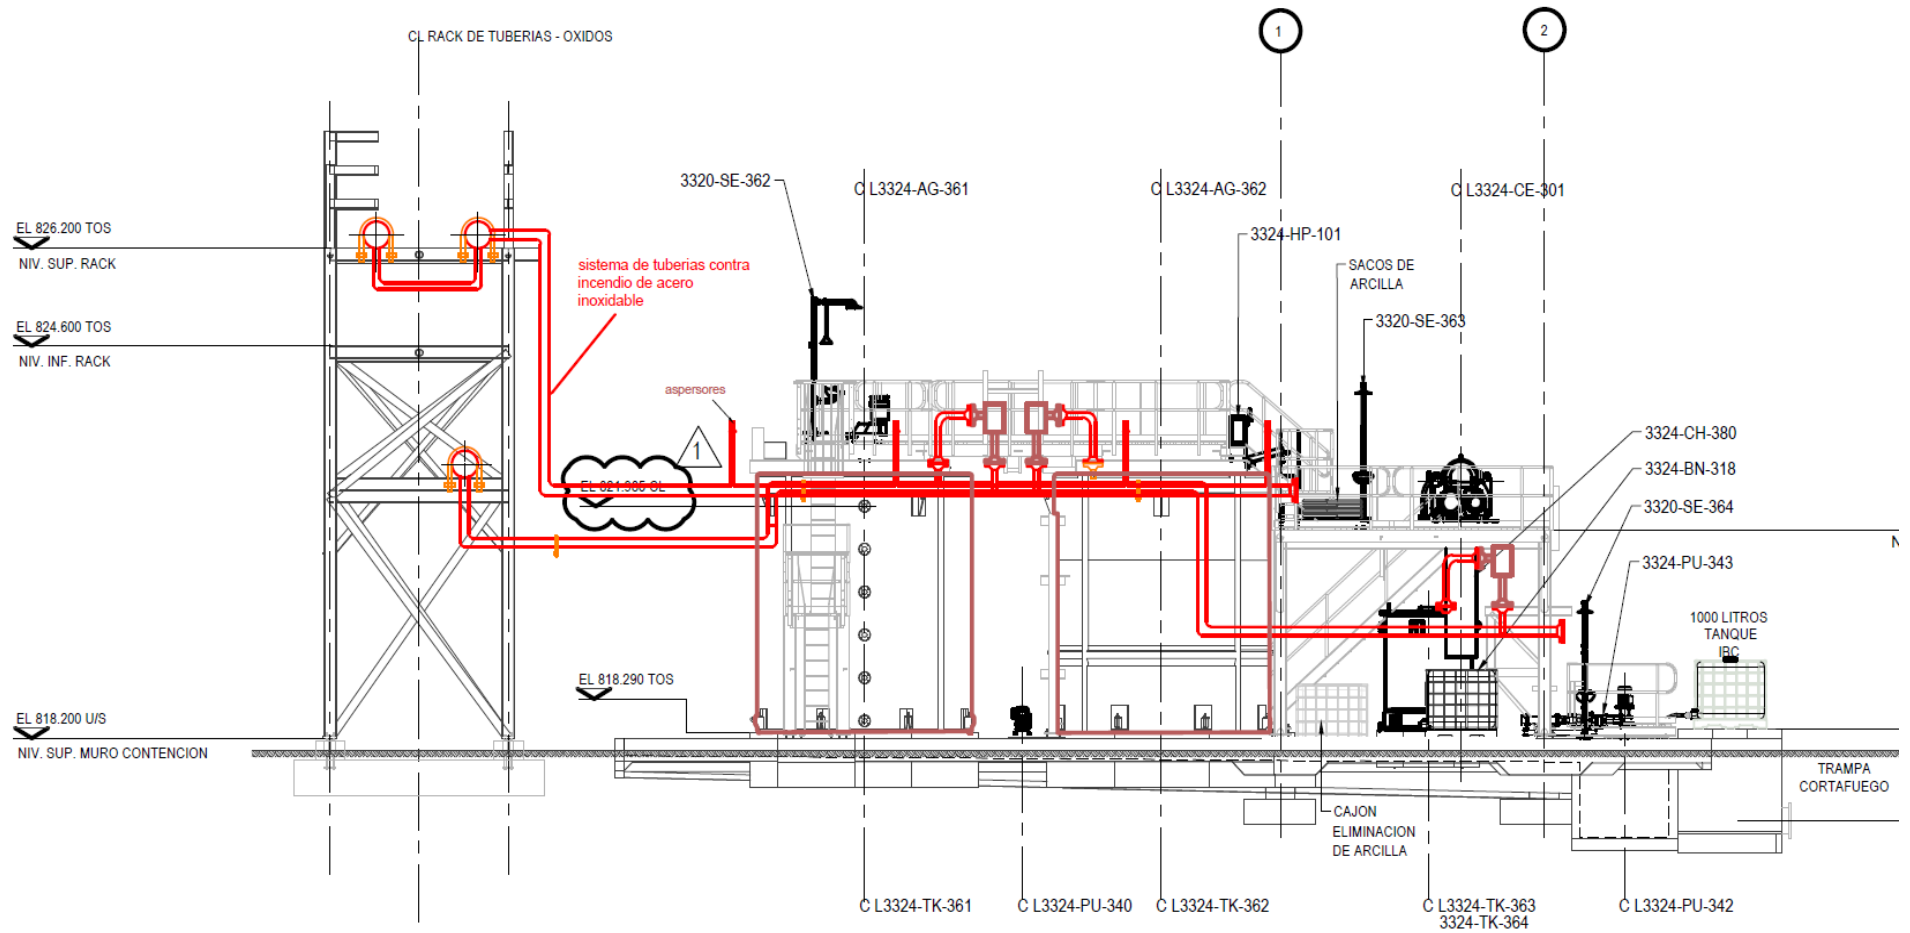 CL RACK DE TUBERIAS - OXIDOS
1
2
3320-SE-362
C L3324-AG-361
C L3324-AG-362
C L3324-CE-301
EL 826.200 TOS
NIV. SUP. RACK
3324-HP-101
sistema de tuberias contra
incendio de acero
inoxidable
SACOS DE
ARCILLA
EL 824.600 TOS
NIV. INF. RACK
3320-SE-363
aspersores
1
3324-CH-380
3324-BN-318
3320-SE-364
3324-PU-343
1000 LITROS
TANQUE
IBC
EL 818.290 TOS
EL 818.200 U/S
NIV. SUP. MURO CONTENCION
TRAMPA
CORTAFUEGO
CAJON
ELIMINACION
DE ARCILLA
C L3324-TK-361
C L3324-PU-340
C L3324-TK-362
C L3324-TK-363
3324-TK-364
C L3324-PU-342